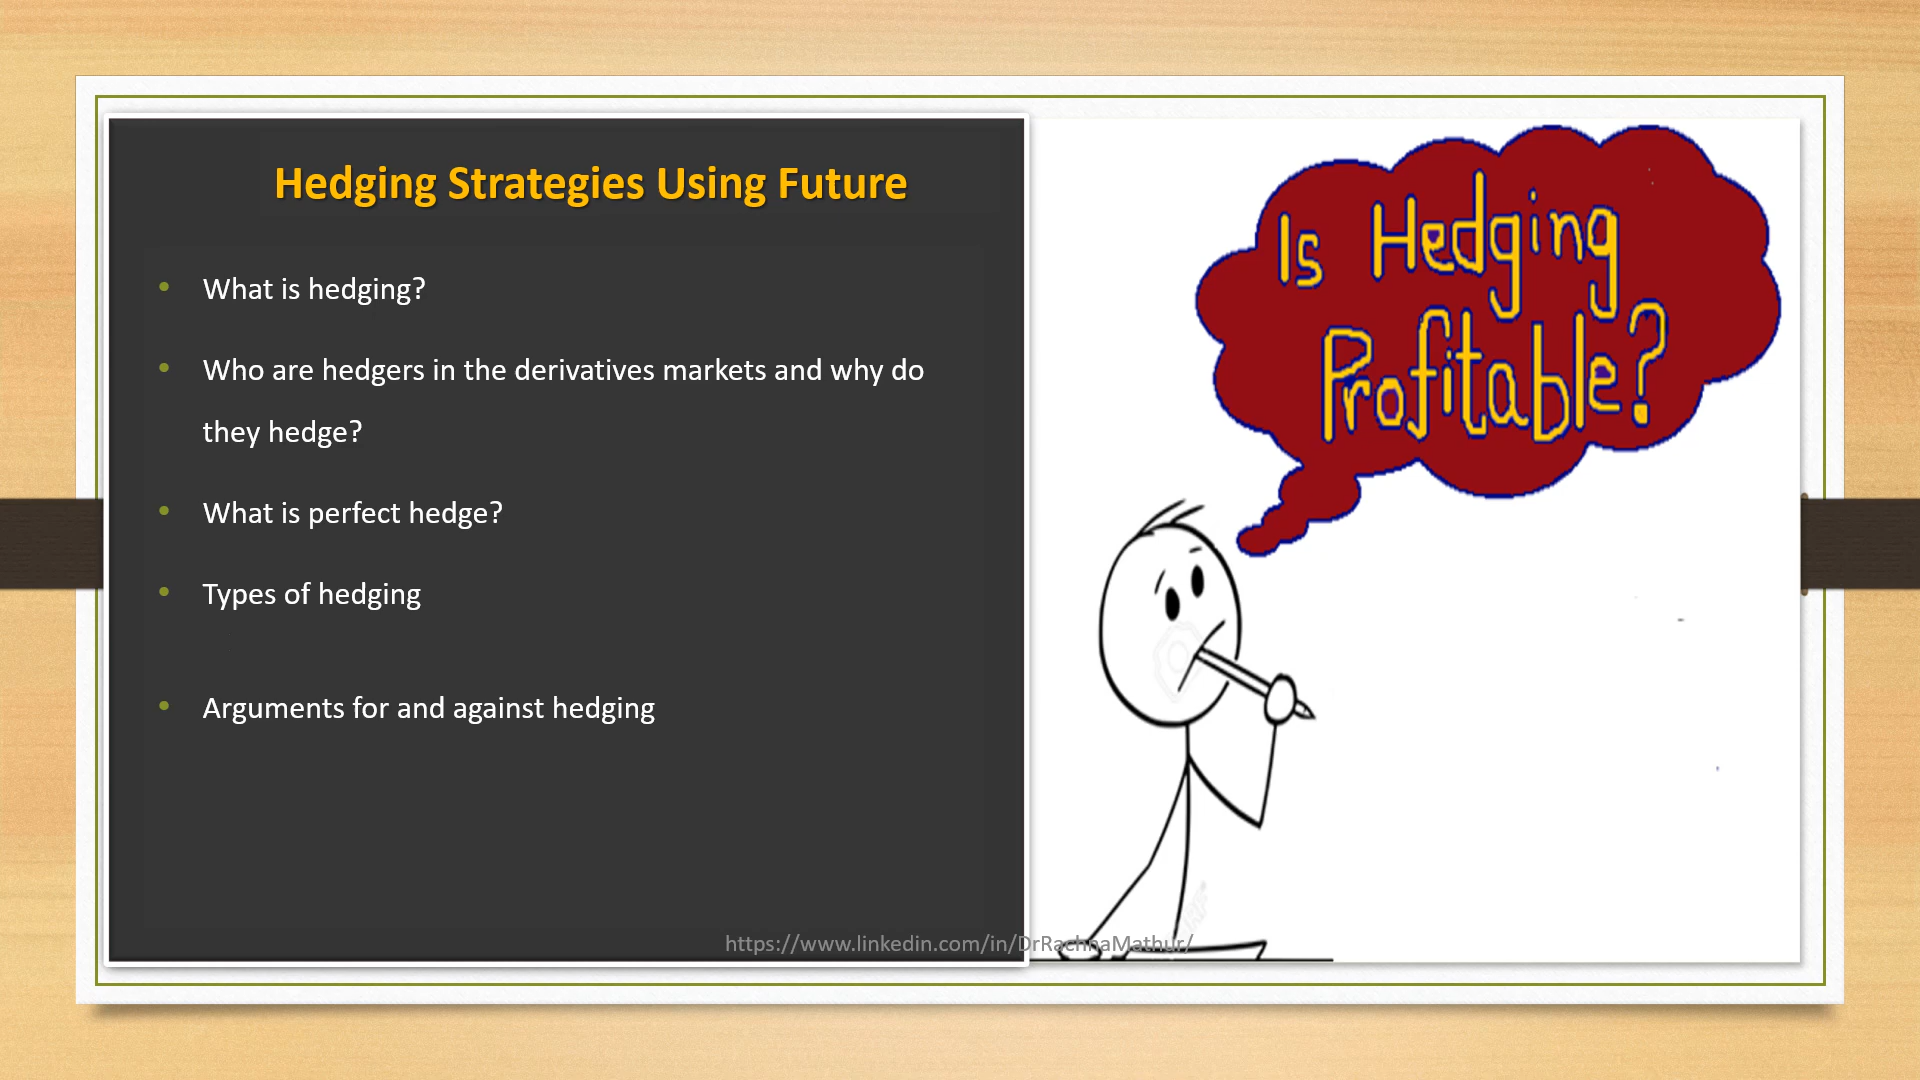 Hedging Strategies Using Future
What is hedging?
Who are hedgers in the derivatives markets and why do
they hedge?
What is perfect hedge?
Types of hedging
Arguments for and against hedging
Is Hedging
Profitable?
https://www.linkedin.com/in/DrRachnaMathur/